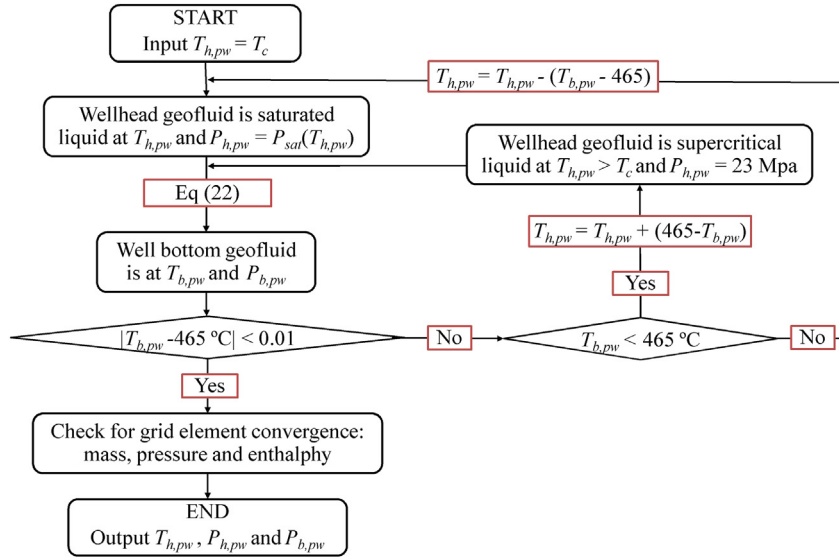 START
Input T_h,pw = T_c
T_h,pw = T_h,pw - (T_b,pw - 465)
Wellhead geofluid is saturated
liquid at T_h,pw and P_h,pw = P_sat(T_h,pw)
Wellhead geofluid is supercritical
liquid at T_h,pw > T_c and P_h,pw = 23 Mpa
Eq (22)
T_h,pw = T_h,pw + (465-T_b,pw)
Well bottom geofluid
is at T_b,pw and P_b,pw
Yes
|T_b,pw -465 ºC| < 0.01
No
T_b,pw < 465 ºC
No
Yes
Check for grid element convergence:
mass, pressure and enthalphy
END
Output T_h,pw , P_h,pw and P_b,pw